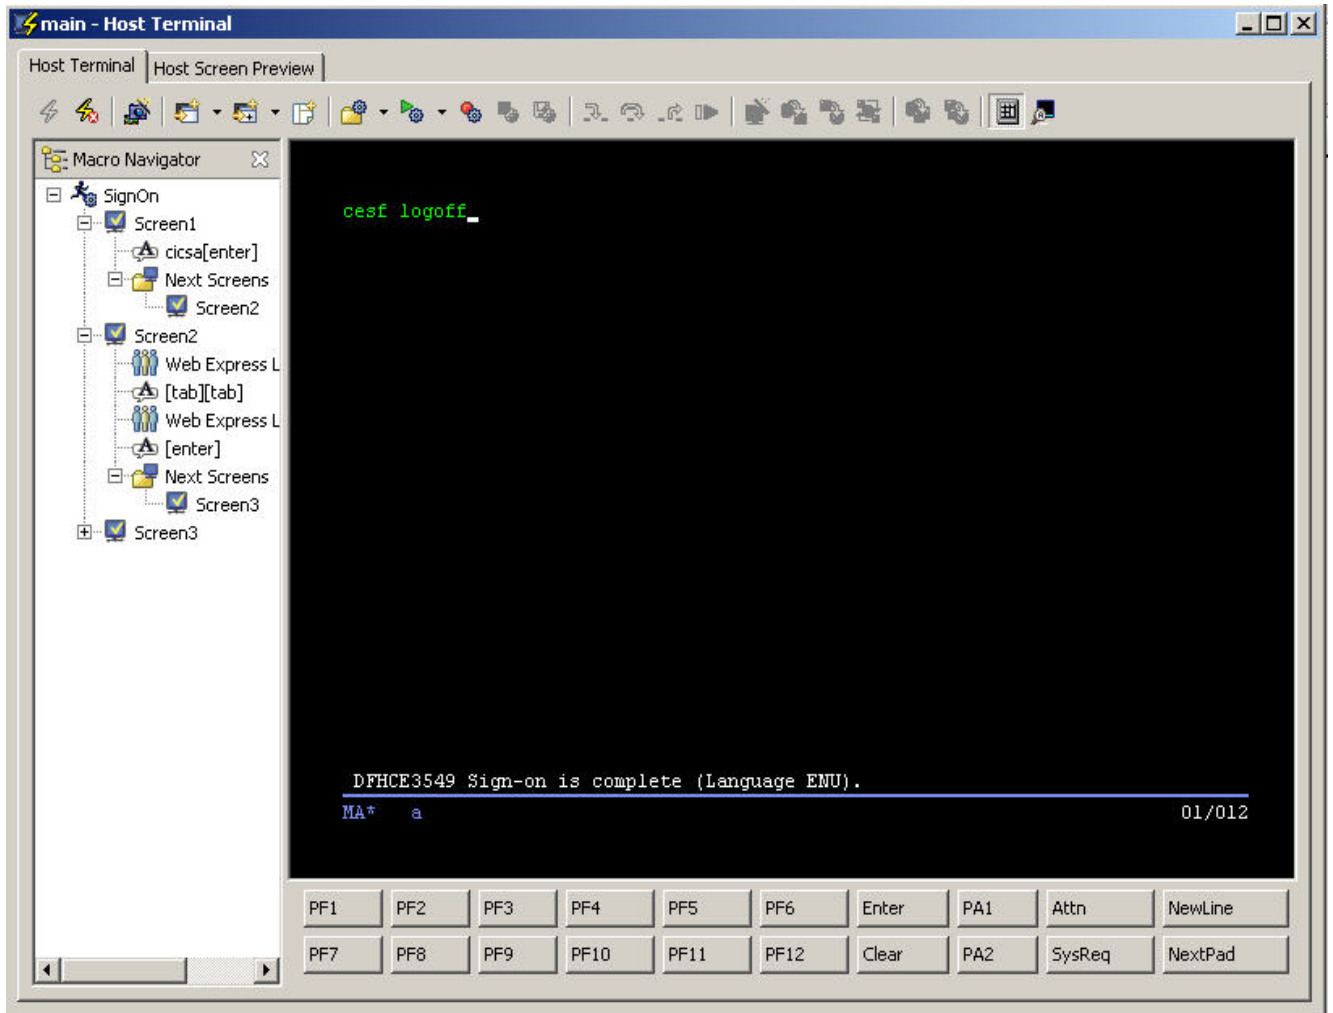 main - Host Terminal
Host Terminal Host Screen Preview
Macro Navigator
SignOn
Screen1
cicsa[enter]
Next Screens
Screen2
Screen2
Web Express L
[tab][tab]
Web Express L
[enter]
Next Screens
Screen3
Screen3
cesf logoff_
DFHCE3549 Sign-on is complete (Language ENU).
MA* a 01/012
PF1 PF2 PF3 PF4 PF5 PF6 Enter PA1 Attn NewLine
PF7 PF8 PF9 PF10 PF11 PF12 Clear PA2 SysReq NextPad